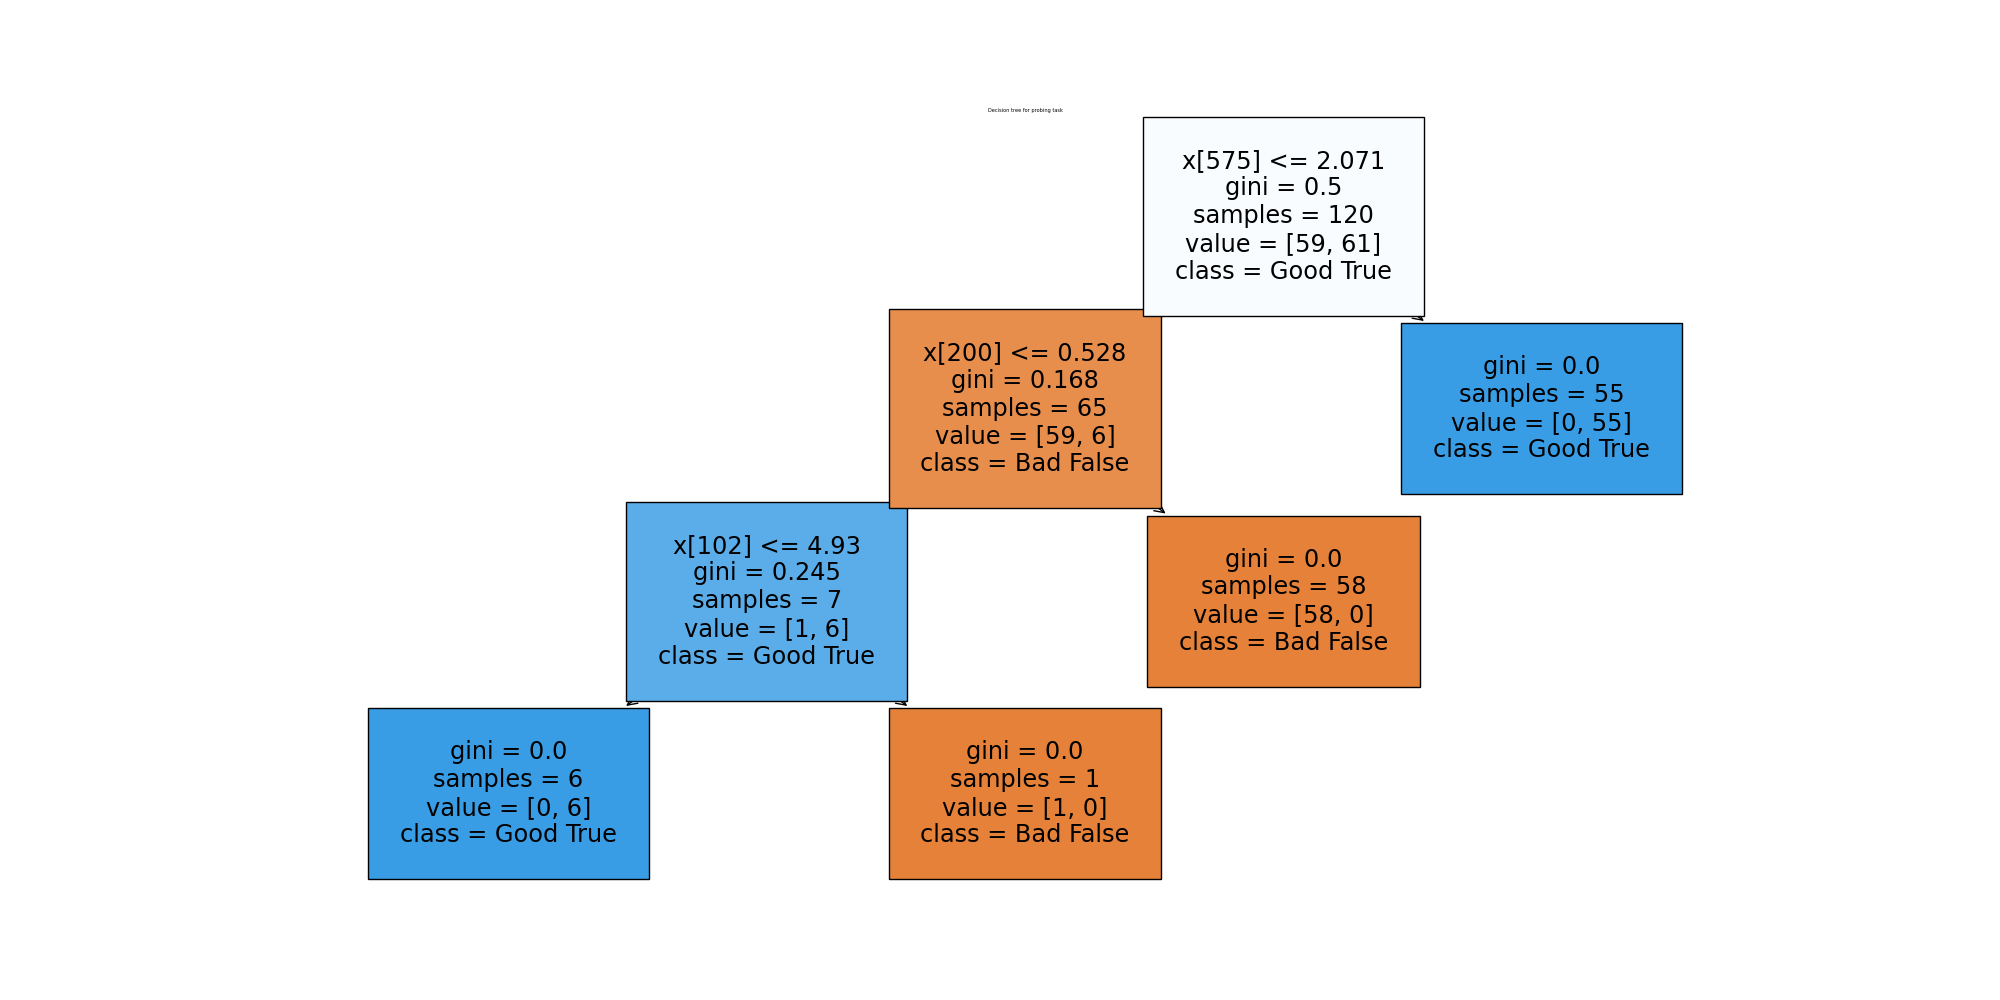 Decision tree for probing task
x[575] <= 2.071
gini = 0.5
samples = 120
value = [59, 61]
class = Good True
x[200] <= 0.528
gini = 0.168
samples = 65
value = [59, 6]
class = Bad False
gini = 0.0
samples = 55
value = [0, 55]
class = Good True
x[102] <= 4.93
gini = 0.245
samples = 7
value = [1, 6]
class = Good True
gini = 0.0
samples = 58
value = [58, 0]
class = Bad False
gini = 0.0
samples = 6
value = [0, 6]
class = Good True
gini = 0.0
samples = 1
value = [1, 0]
class = Bad False